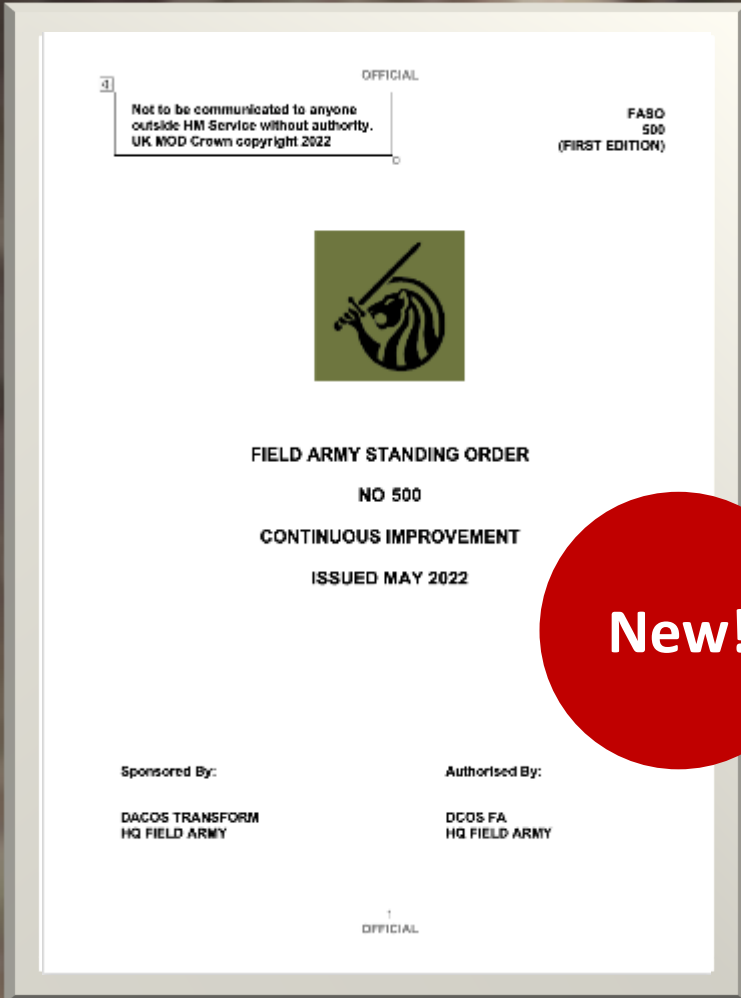 OFFICIAL
Not to be communicated to anyone
outside HM Service without authority.
UK MOD Crown copyright 2022
FASO
500
(FIRST EDITION)
FIELD ARMY STANDING ORDER
NO 500
CONTINUOUS IMPROVEMENT
ISSUED MAY 2022
New!
Sponsored By:
Authorised By:
DACOS TRANSFORM
HQ FIELD ARMY
DCOS FA
HQ FIELD ARMY
1
OFFICIAL